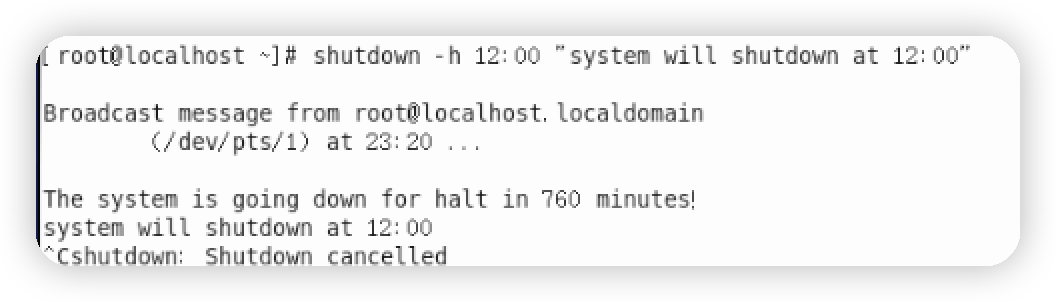 [root@localhost ~]# shutdown -h 12:00 "system will shutdown at 12:00"
Broadcast message from root@localhost.localdomain
(/dev/pts/1) at 23:20 ...
The system is going down for halt in 760 minutes!
system will shutdown at 12:00
^Cshutdown: Shutdown cancelled